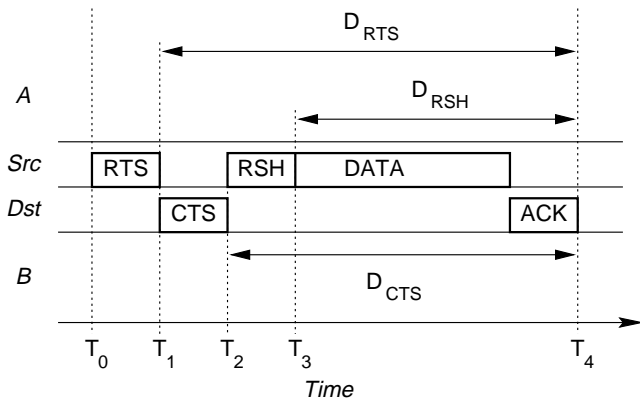 D_RTS
A
D_RSH
Src RTS RSH DATA
Dst CTS ACK
B
D_CTS
T_0 T_1 T_2 T_3 T_4
Time